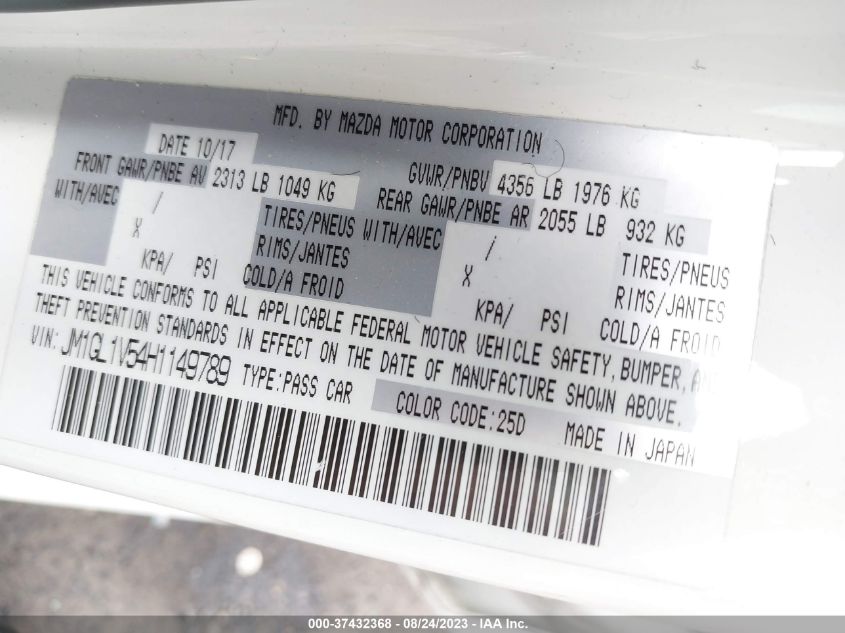 MFD. BY MAZDA MOTOR CORPORATION
DATE 10/17 GVWR/PNBV 4356 LB 1976 KG
FRONT GAWR/PNBE AV 2313 LB 1049 KG REAR GAWR/PNBE AR 2055 LB 932 KG
WITH/AVEC / TIRES/PNEUS WITH/AVEC / TIRES/PNEUS
X RIMS/JANTES X RIMS/JANTES
KPA/ PSI COLD/A FROID KPA/ PSI COLD/A FROID
THIS VEHICLE CONFORMS TO ALL APPLICABLE FEDERAL MOTOR VEHICLE SAFETY, BUMPER, AND
THEFT PREVENTION STANDARDS IN EFFECT ON THE DATE OF MANUFACTURE SHOWN ABOVE.
VIN: JM1GL1V54H1149789 TYPE:PASS CAR COLOR CODE:25D MADE IN JAPAN
000-37432368 - 08/24/2023 - IAA Inc.